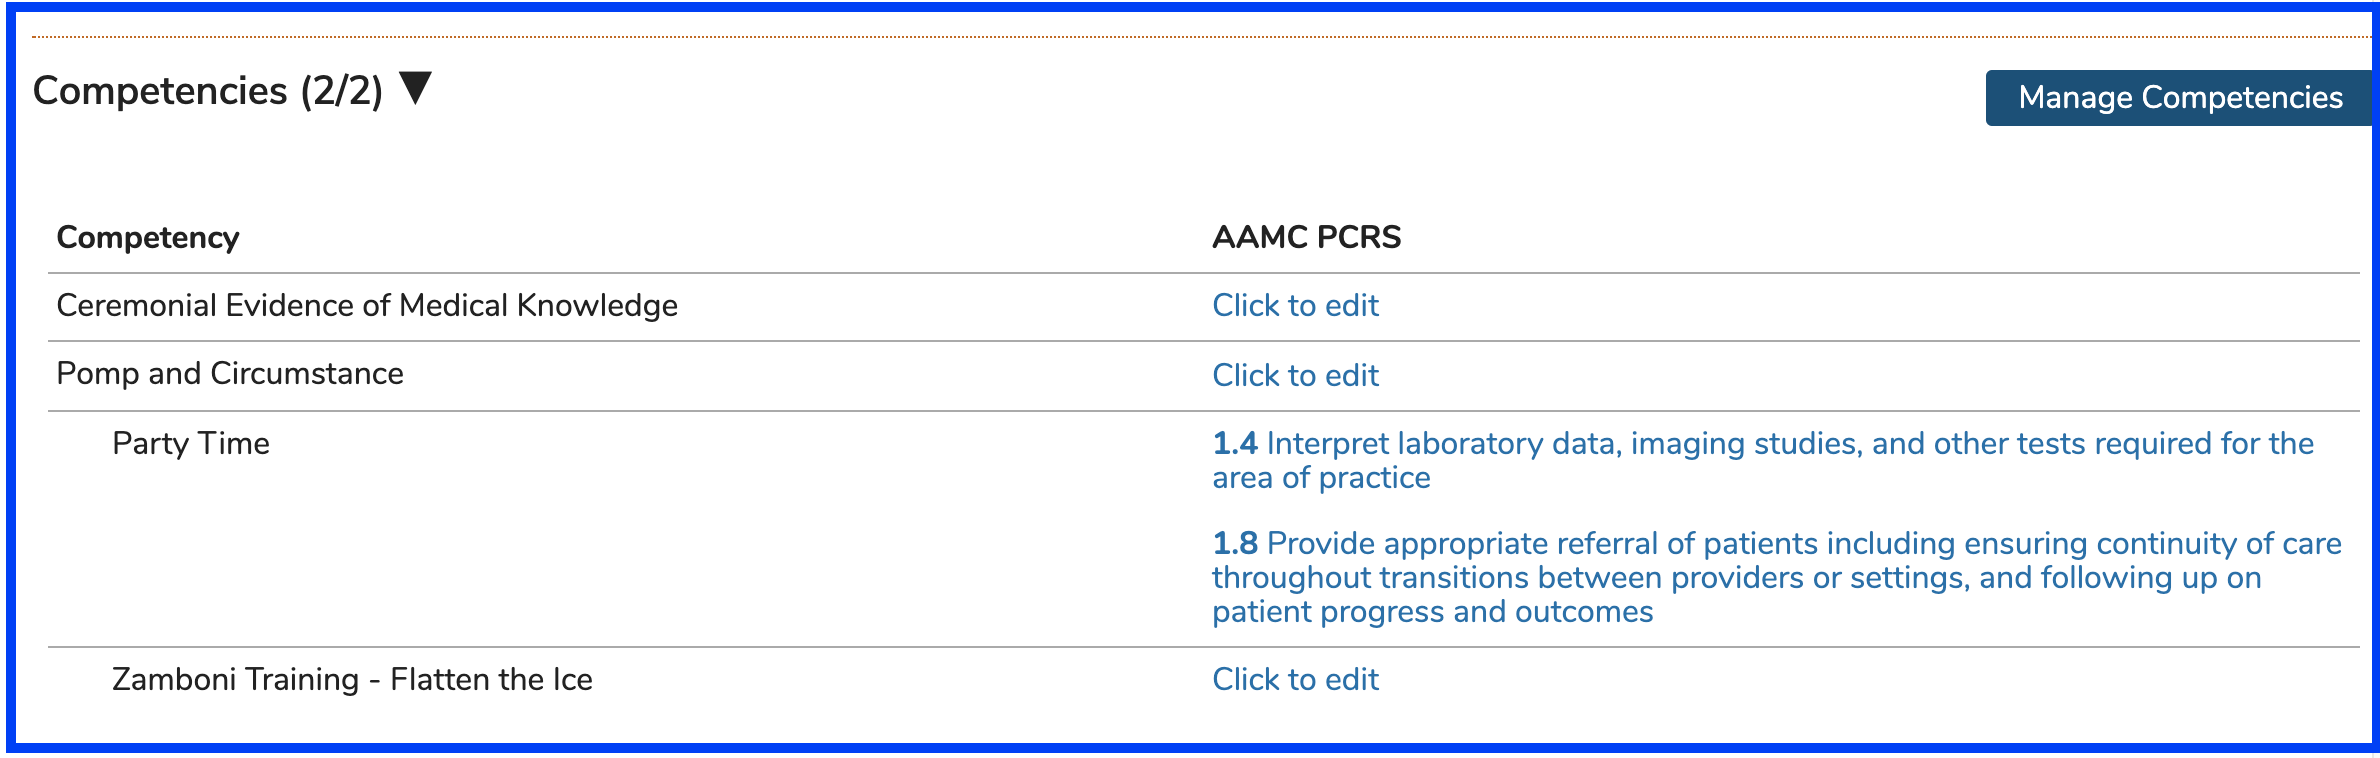 Competencies (2/2) ▼
Manage Competencies
Competency
AAMC PCRS
Ceremonial Evidence of Medical Knowledge
Click to edit
Pomp and Circumstance
Click to edit
Party Time
1.4 Interpret laboratory data, imaging studies, and other tests required for the
area of practice
1.8 Provide appropriate referral of patients including ensuring continuity of care
throughout transitions between providers or settings, and following up on
patient progress and outcomes
Zamboni Training - Flatten the Ice
Click to edit